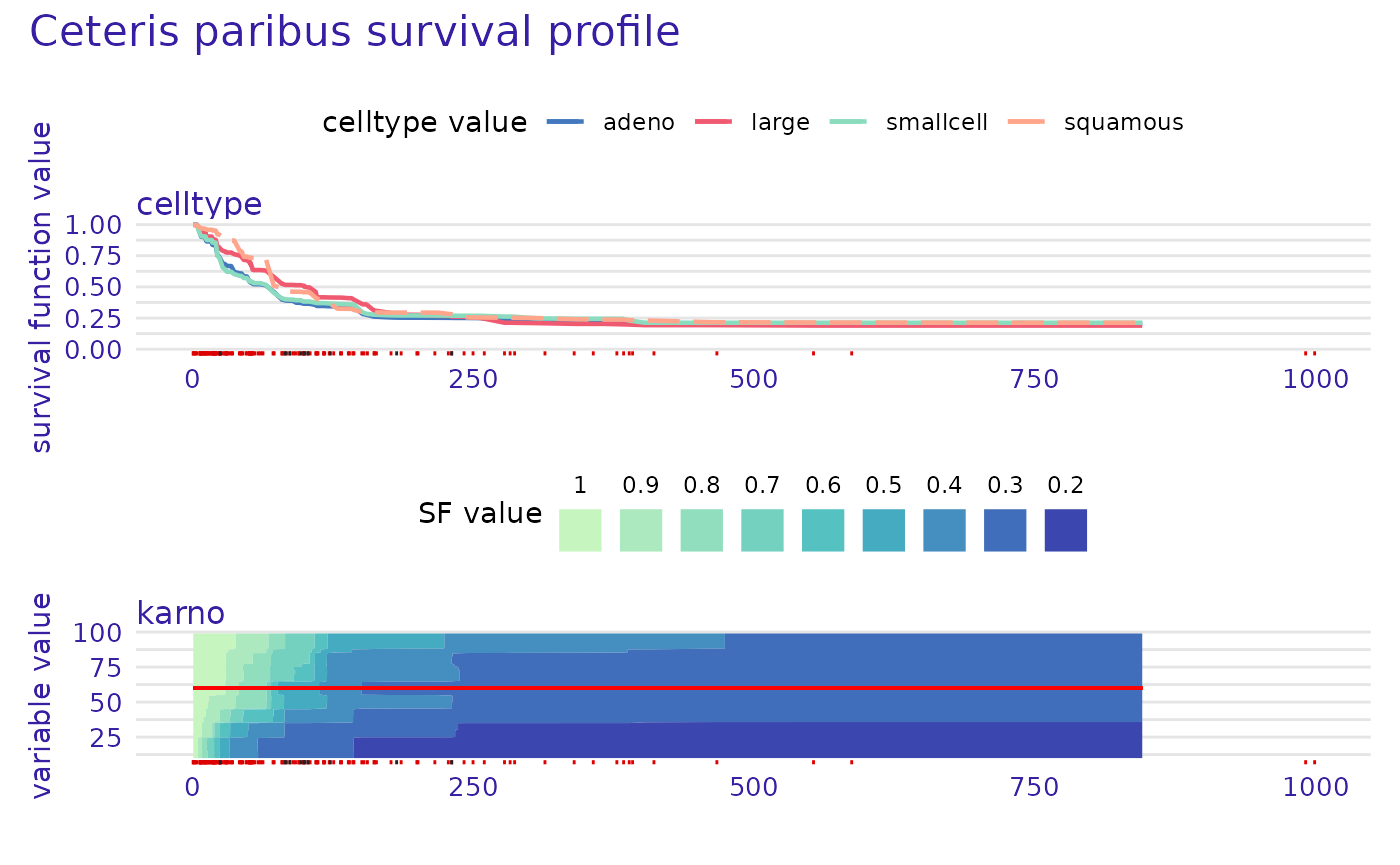 Ceteris paribus survival profile
celltype value adeno large smallcell squamous
survival function value
celltype
1.00
0.75
0.50
0.25
0.00
0 250 500 750 1000
SF value 1 0.9 0.8 0.7 0.6 0.5 0.4 0.3 0.2
variable value
karno
100
75
50
25
0 250 500 750 1000